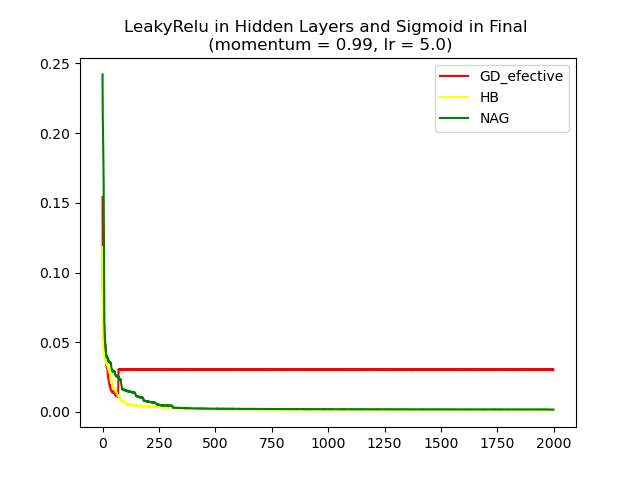 LeakyRelu in Hidden Layers and Sigmoid in Final
(momentum = 0.99, lr = 5.0)
GD_efective
HB
NAG
0.25
0.20
0.15
0.10
0.05
0.00
0 250 500 750 1000 1250 1500 1750 2000